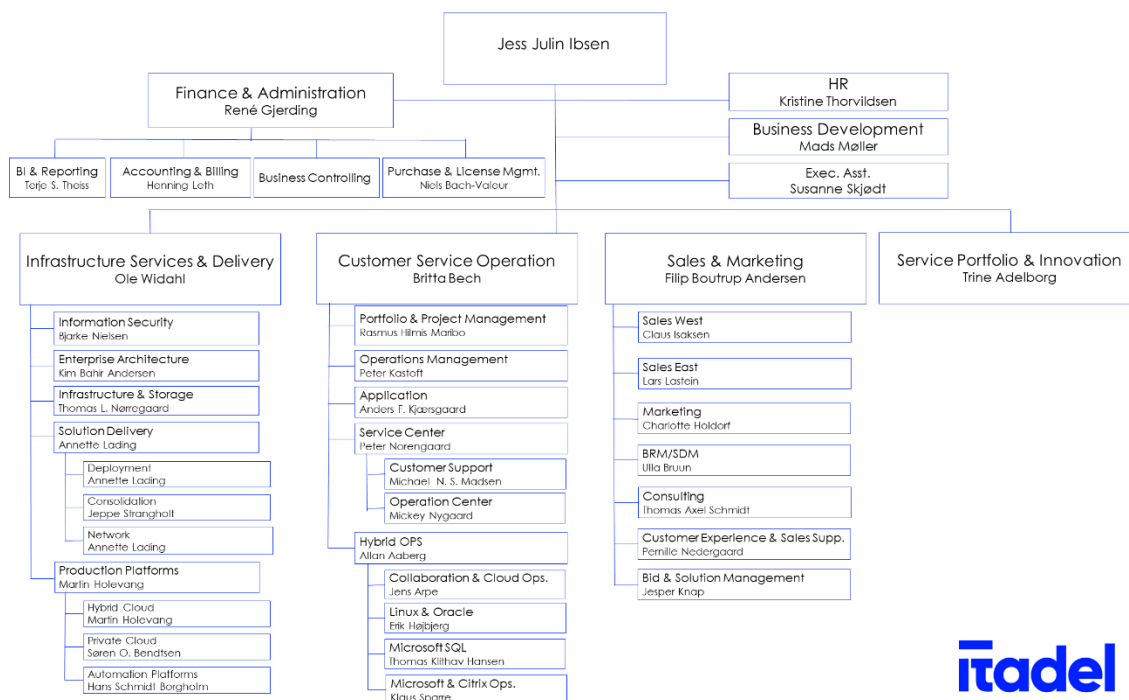 Jess Julin Ibsen
Finance & Administration
René Gjerding
HR
Kristine Thorvildsen
Business Development
Mads Møller
Exec. Asst.
Susanne Skjødt
BI & Reporting
Terje S. Theiss
Accounting & Billing
Henning Leth
Business Controlling
Purchase & License Mgmt.
Niels Bach-Valeur
Infrastructure Services & Delivery
Ole Widahl
Information Security
Bjarke Nielsen
Enterprise Architecture
Kim Bahir Andersen
Infrastructure & Storage
Thomas L. Nørregaard
Solution Delivery
Annette Lading
Deployment
Annette Lading
Consolidation
Jeppe Strangholt
Network
Annette Lading
Production Platforms
Martin Holevang
Hybrid Cloud
Martin Holevang
Private Cloud
Søren O. Bendtsen
Automation Platforms
Hans Schmidt Borgholm
Customer Service Operation
Britta Bech
Portfolio & Project Management
Rasmus Hilmis Maribo
Operations Management
Peter Kastoft
Application
Anders F. Kjærsgaard
Service Center
Peter Norengaard
Customer Support
Michael N. S. Madsen
Operation Center
Mickey Nygaard
Hybrid OPS
Allan Aaberg
Collaboration & Cloud Ops.
Jens Arpe
Linux & Oracle
Erik Højbjerg
Microsoft SQL
Thomas Klithav Hansen
Microsoft & Citrix Ops.
Klaus Sparre
Sales & Marketing
Filip Boutrup Andersen
Sales West
Claus Isaksen
Sales East
Lars Lastein
Marketing
Charlotte Holdorf
BRM/SDM
Ulla Bruun
Consulting
Thomas Axel Schmidt
Customer Experience & Sales Supp.
Pernille Nedergaard
Bid & Solution Management
Jesper Knap
Service Portfolio & Innovation
Trine Adelborg
itadel